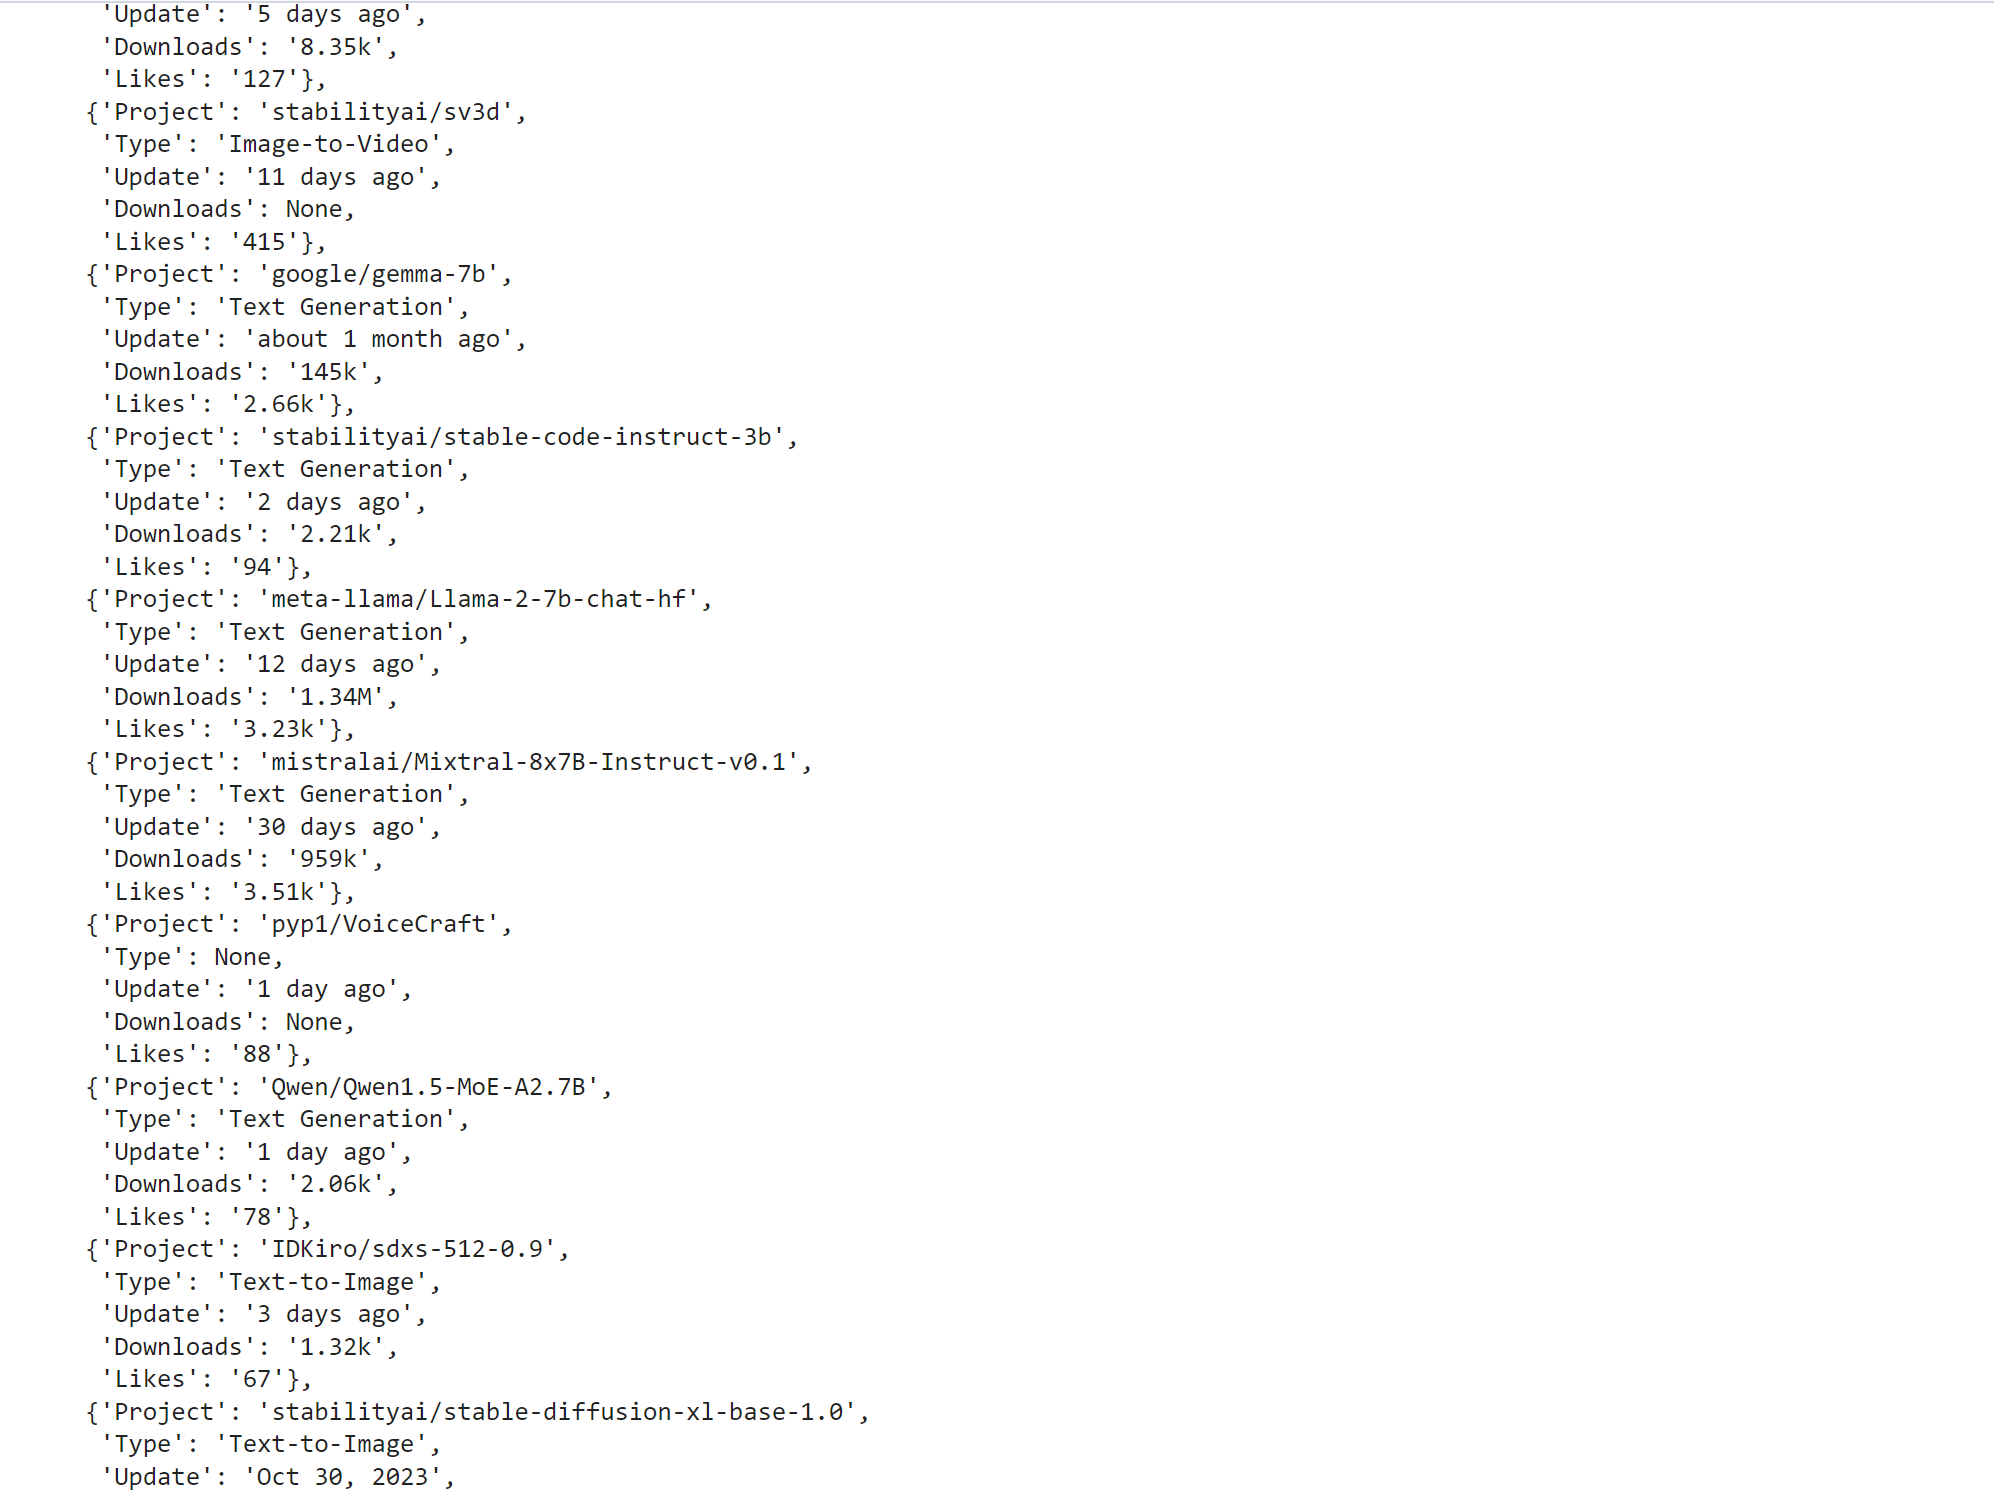 'Update': '5 days ago',
'Downloads': '8.35k',
'Likes': '127'},
{'Project': 'stabilityai/sv3d',
'Type': 'Image-to-Video',
'Update': '11 days ago',
'Downloads': None,
'Likes': '415'},
{'Project': 'google/gemma-7b',
'Type': 'Text Generation',
'Update': 'about 1 month ago',
'Downloads': '145k',
'Likes': '2.66k'},
{'Project': 'stabilityai/stable-code-instruct-3b',
'Type': 'Text Generation',
'Update': '2 days ago',
'Downloads': '2.21k',
'Likes': '94'},
{'Project': 'meta-llama/Llama-2-7b-chat-hf',
'Type': 'Text Generation',
'Update': '12 days ago',
'Downloads': '1.34M',
'Likes': '3.23k'},
{'Project': 'mistralai/Mixtral-8x7B-Instruct-v0.1',
'Type': 'Text Generation',
'Update': '30 days ago',
'Downloads': '959k',
'Likes': '3.51k'},
{'Project': 'pyp1/VoiceCraft',
'Type': None,
'Update': '1 day ago',
'Downloads': None,
'Likes': '88'},
{'Project': 'Qwen/Qwen1.5-MoE-A2.7B',
'Type': 'Text Generation',
'Update': '1 day ago',
'Downloads': '2.06k',
'Likes': '78'},
{'Project': 'IDKiro/sdxs-512-0.9',
'Type': 'Text-to-Image',
'Update': '3 days ago',
'Downloads': '1.32k',
'Likes': '67'},
{'Project': 'stabilityai/stable-diffusion-xl-base-1.0',
'Type': 'Text-to-Image',
'Update': 'Oct 30, 2023',